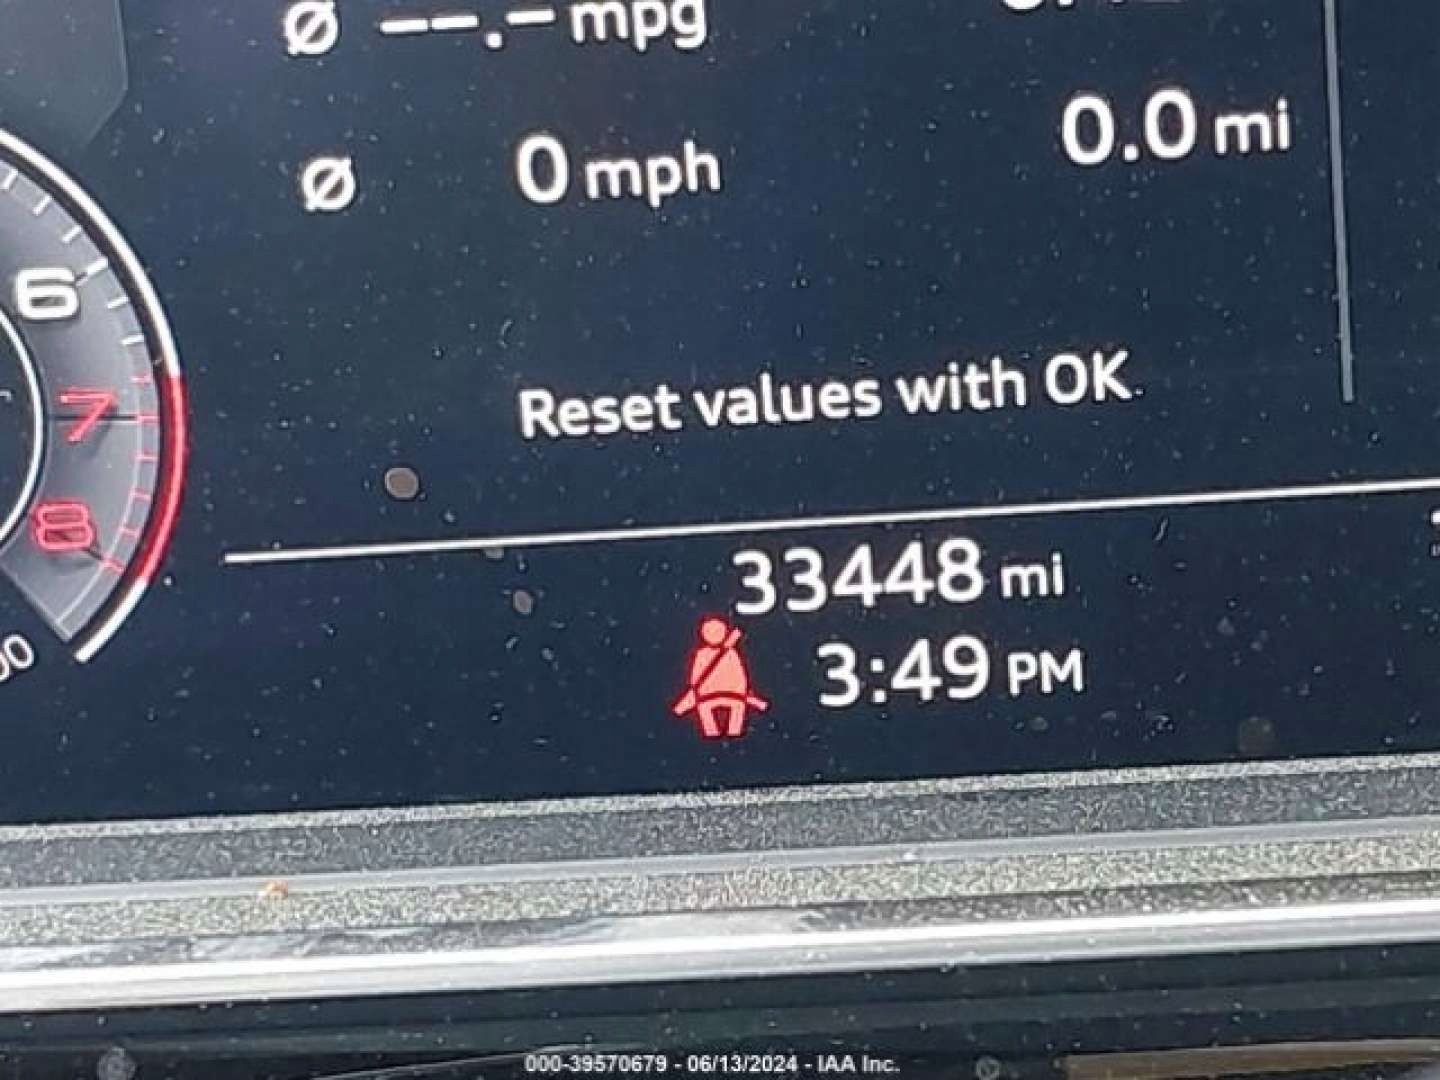 Ø --.- mpg
Ø 0 mph 0.0 mi
6
7
8
Reset values with OK
33448 mi
3:49 PM
000-39570679 - 06/13/2024 - IAA Inc.